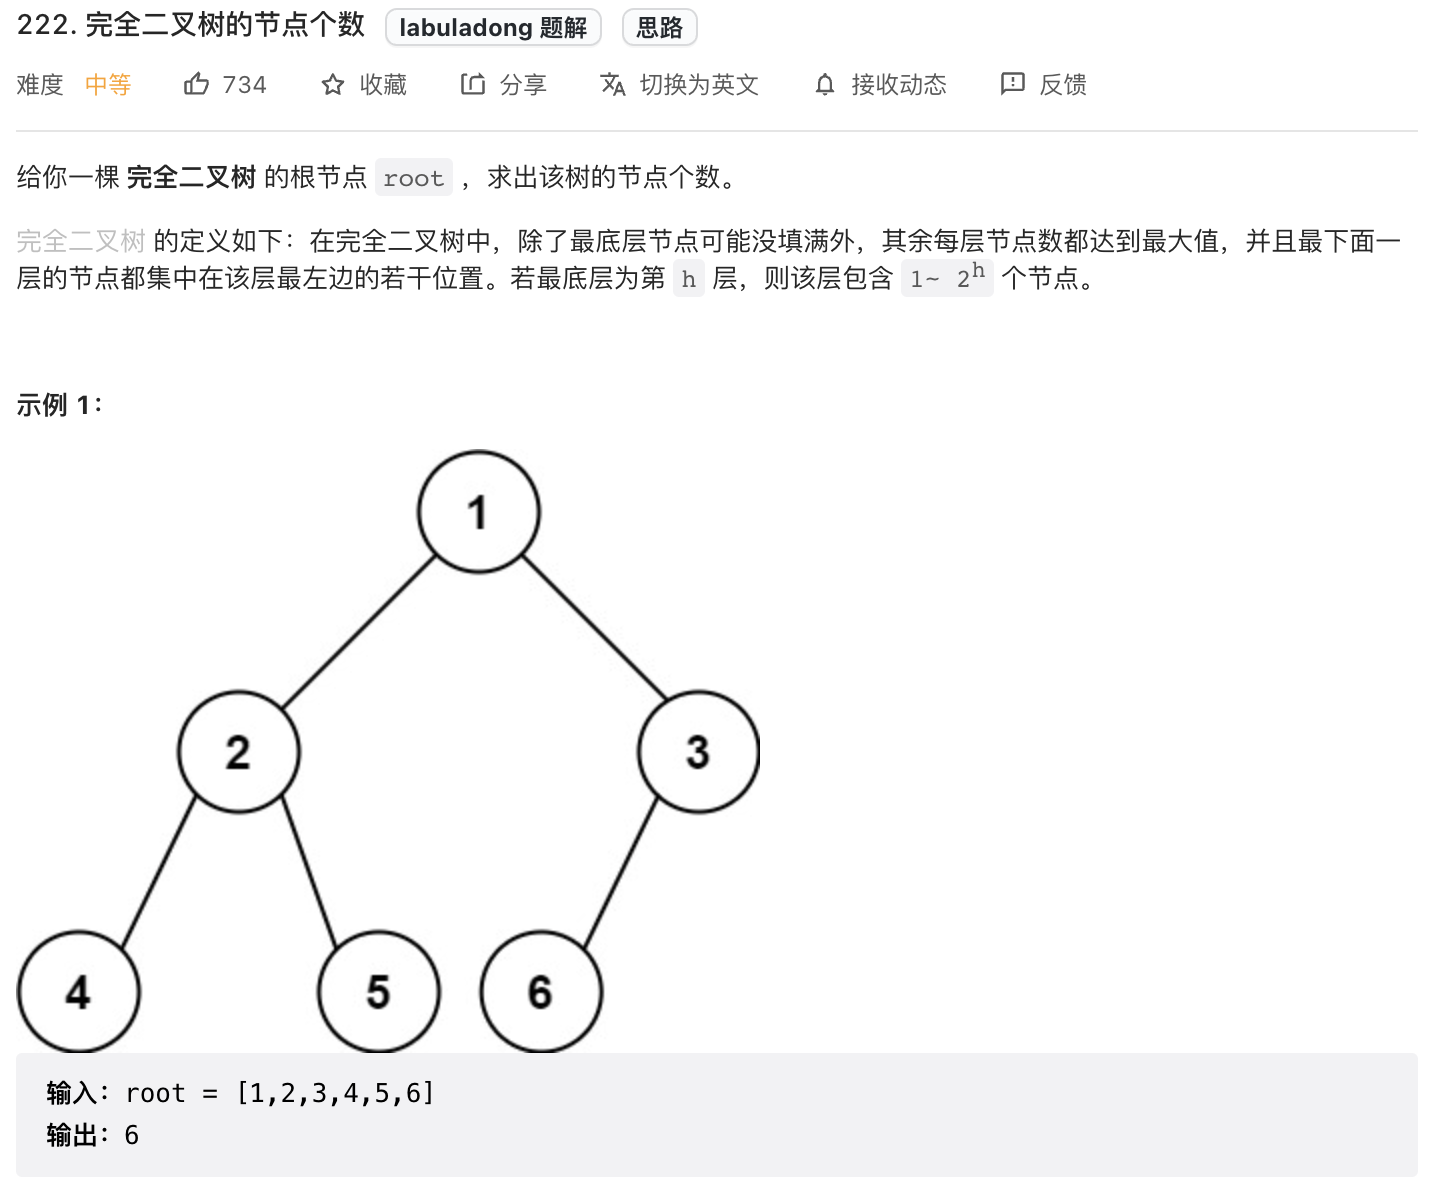 222. 完全二叉树的节点个数 labuladong 题解 思路
难度 中等 734 收藏 分享 切换为英文 接收动态 反馈
给你一棵 完全二叉树 的根节点 root ，求出该树的节点个数。
完全二叉树 的定义如下：在完全二叉树中，除了最底层节点可能没填满外，其余每层节点数都达到最大值，并且最下面一
层的节点都集中在该层最左边的若干位置。若最底层为第 h 层，则该层包含 1~ 2^h 个节点。
示例 1：
1
2 3
4 5 6
输入：root = [1,2,3,4,5,6]
输出：6